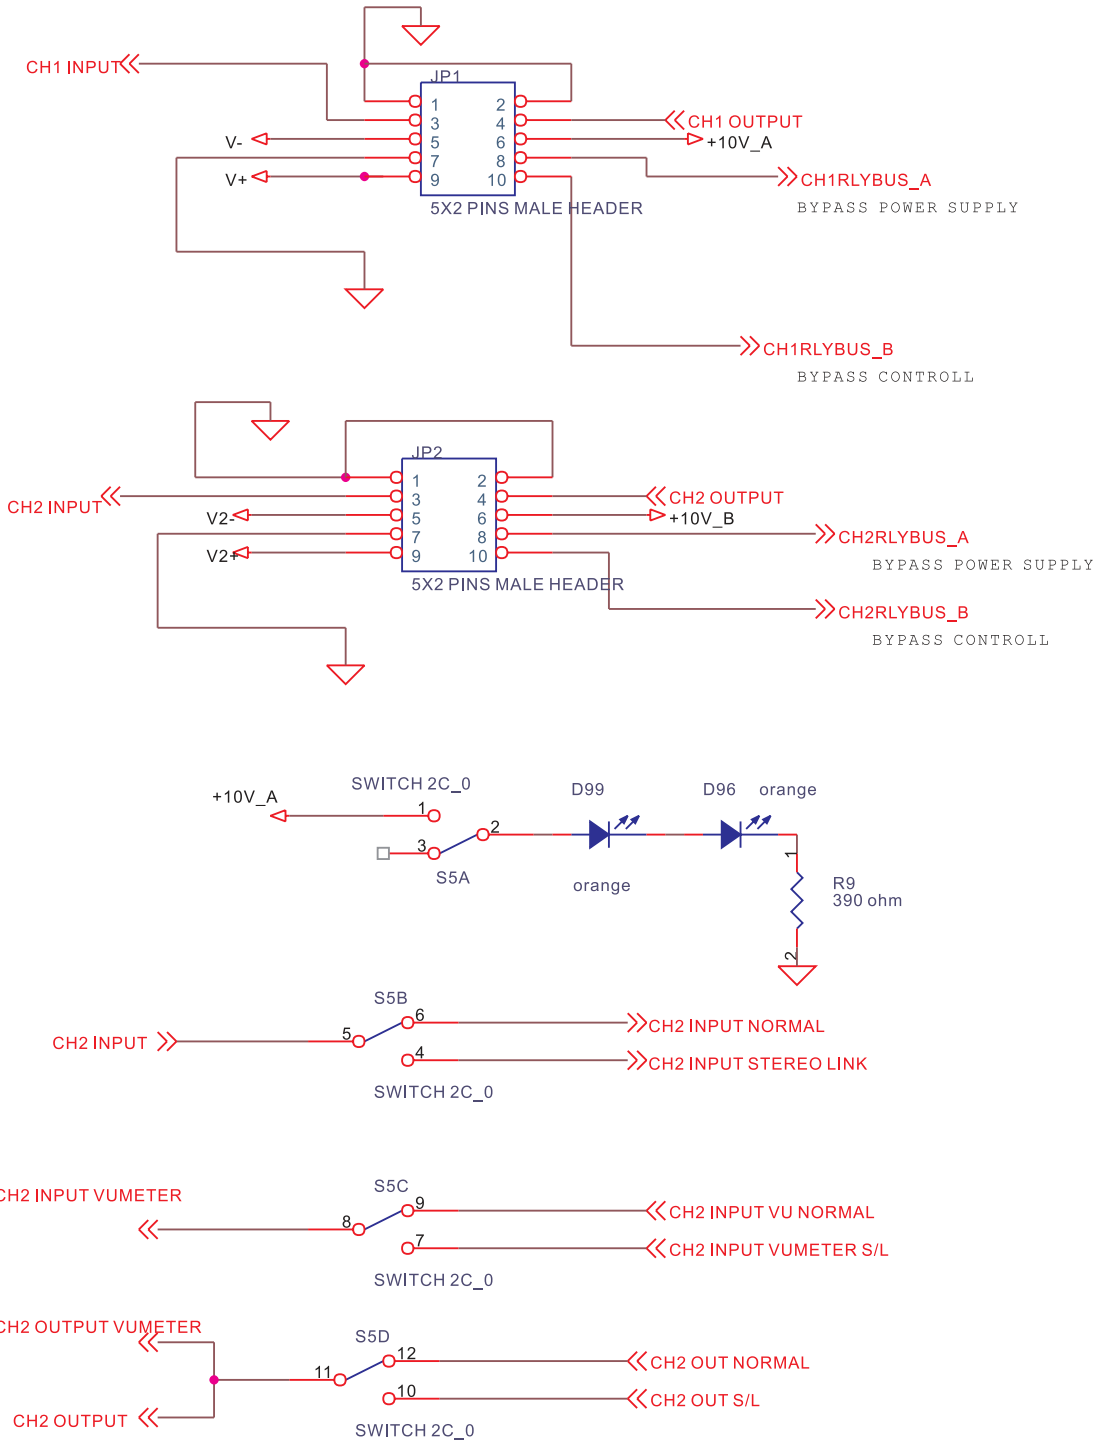 CH1 INPUT
JP1
1 2
3 4
5 6
7 8
9 10
CH1 OUTPUT
V-
+10V_A
V+
CH1RLYBUS_A
5X2 PINS MALE HEADER
BYPASS POWER SUPPLY
CH1RLYBUS_B
BYPASS CONTROLL
JP2
1 2
3 4
5 6
7 8
9 10
CH2 INPUT
CH2 OUTPUT
V2-
+10V_B
CH2RLYBUS_A
V2+
BYPASS POWER SUPPLY
5X2 PINS MALE HEADER
CH2RLYBUS_B
BYPASS CONTROLL
SWITCH 2C_0
D99
D96 orange
+10V_A
1
2
3
S5A
orange
1
R9
390 ohm
2
S5B
6
CH2 INPUT NORMAL
CH2 INPUT
5
4
CH2 INPUT STEREO LINK
SWITCH 2C_0
S5C
CH2 INPUT VUMETER
9
CH2 INPUT VU NORMAL
8
7
CH2 INPUT VUMETER S/L
SWITCH 2C_0
CH2 OUTPUT VUMETER
S5D
12
CH2 OUT NORMAL
11
10
CH2 OUT S/L
CH2 OUTPUT
SWITCH 2C_0